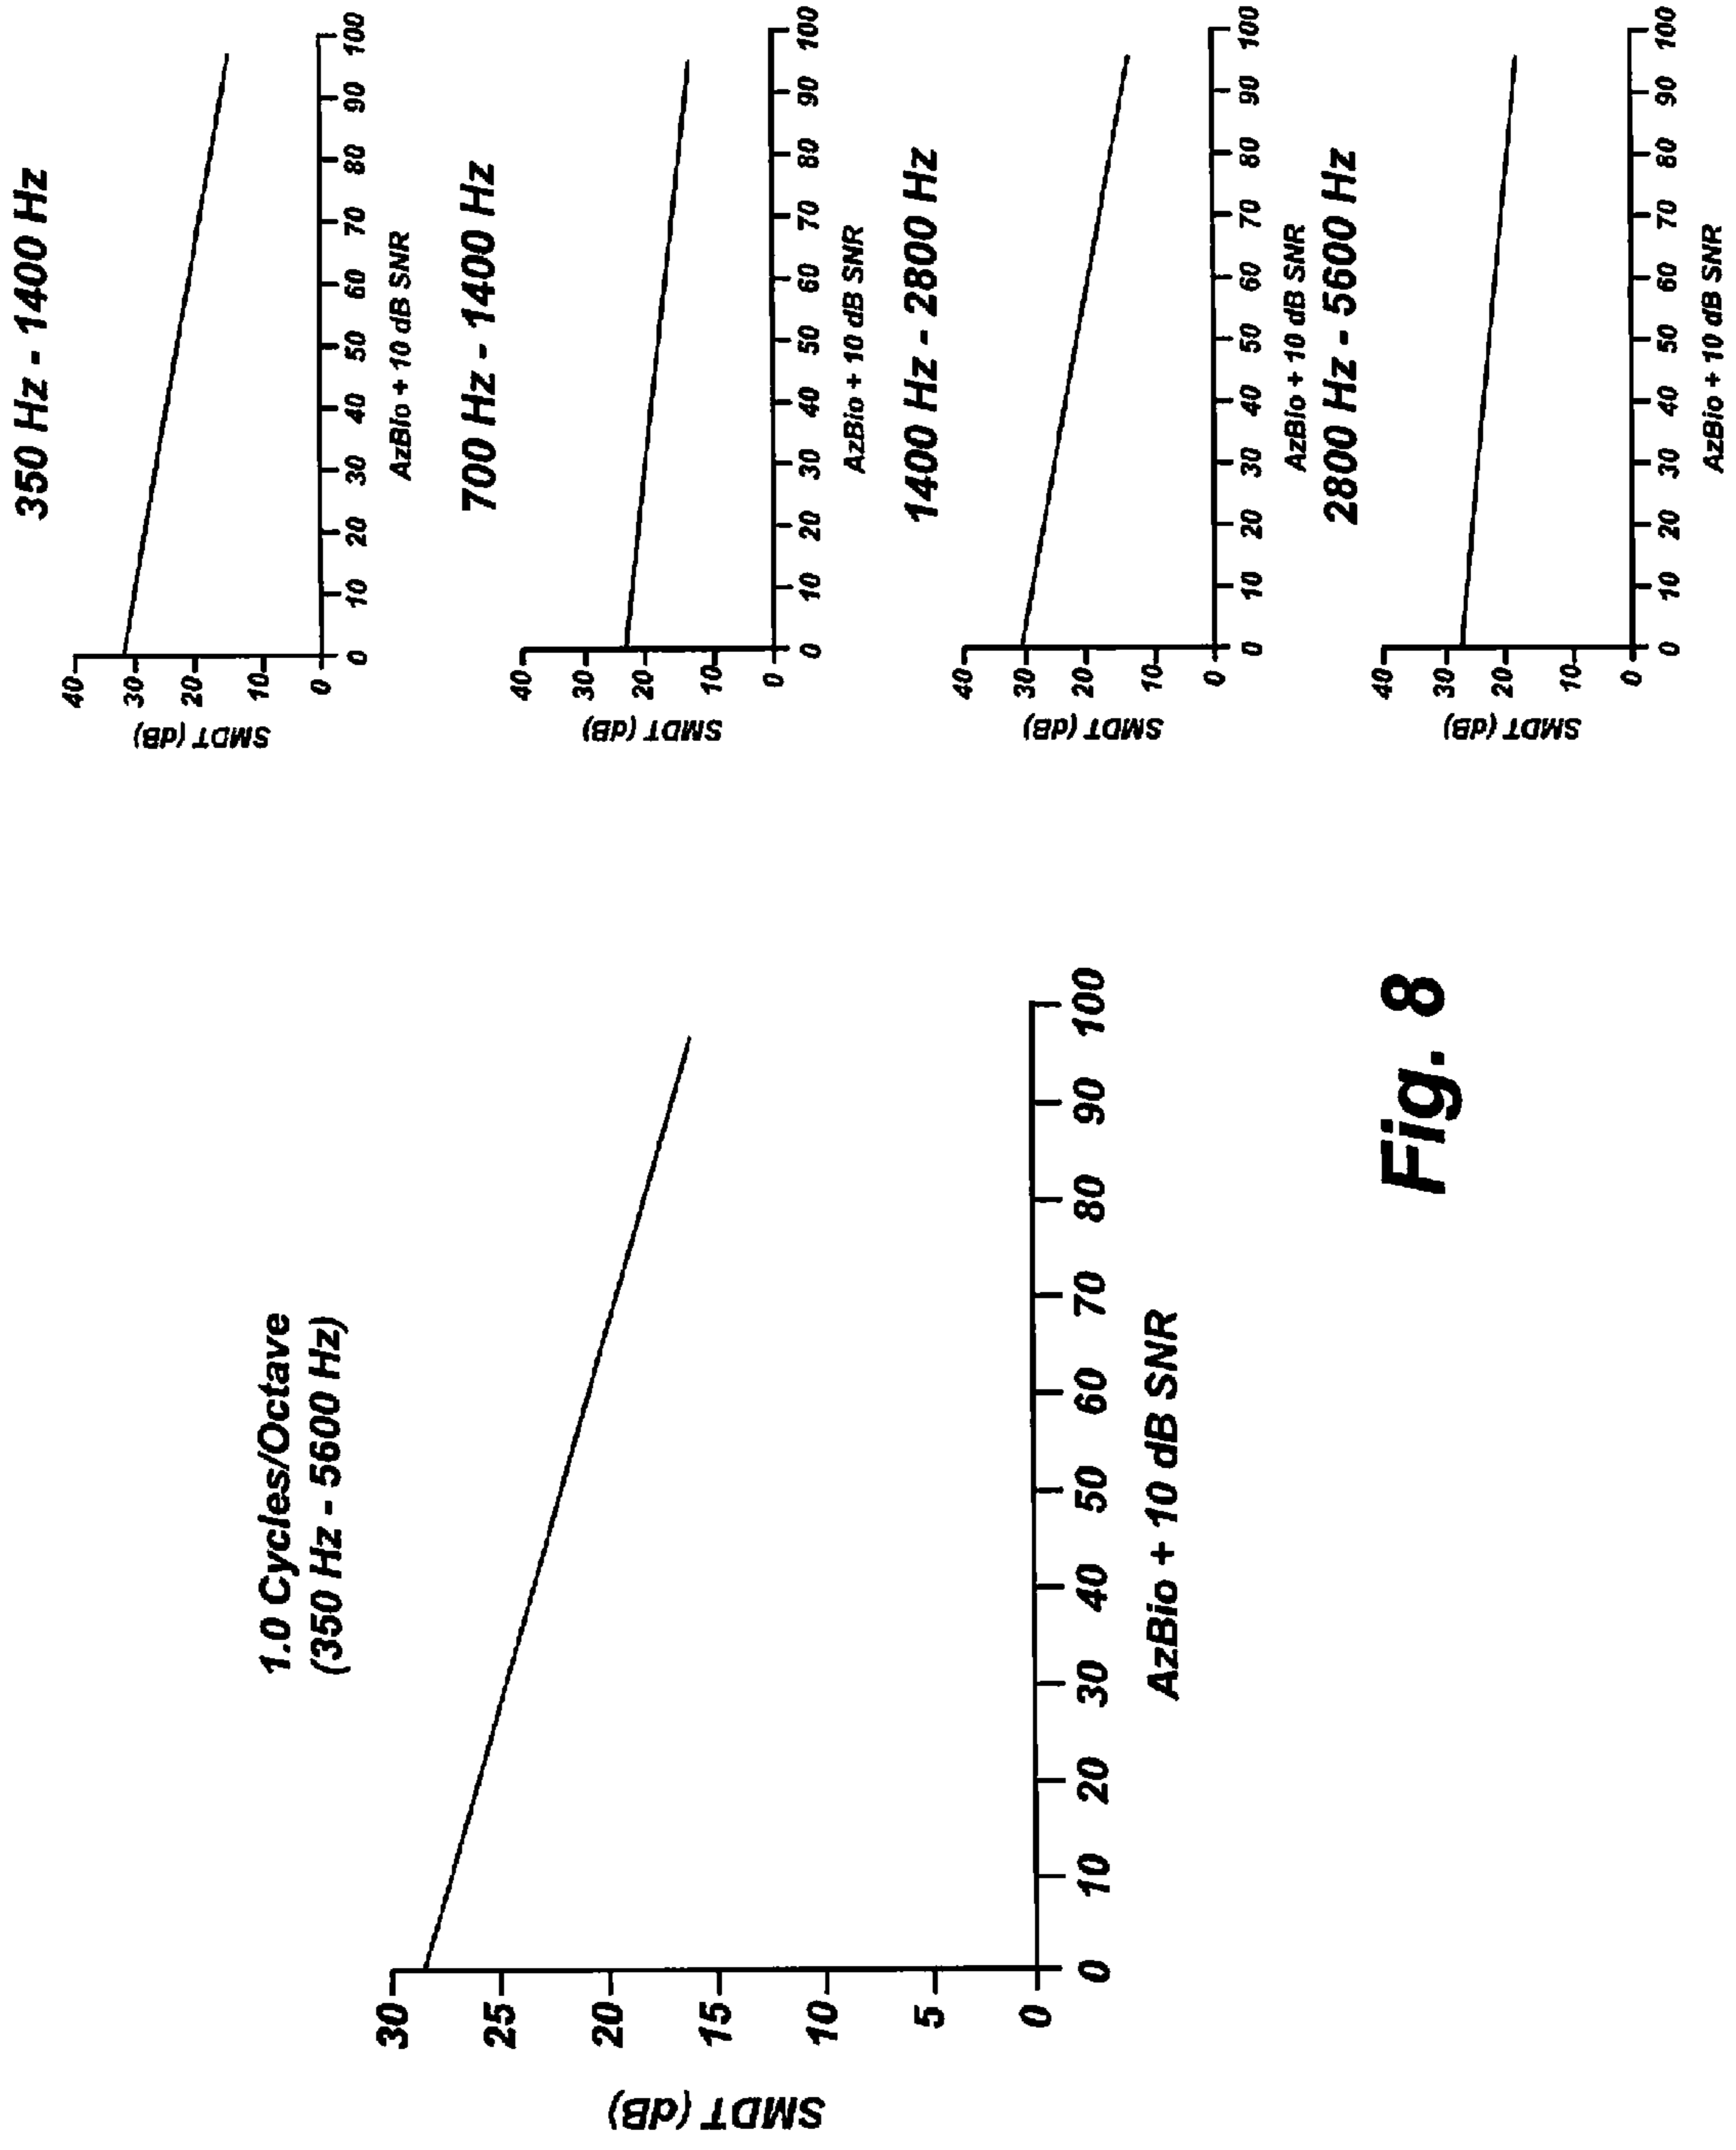 1.0 Cycles/Octave
(350 Hz - 5600 Hz)
SMDT (dB)
30
25
20
15
10
5
0
0 10 20 30 40 50 60 70 80 90 100
AzBio + 10 dB SNR
350 Hz - 1400 Hz
SMDT (dB)
40
30
20
10
0
0 10 20 30 40 50 60 70 80 90 100
AzBio + 10 dB SNR
700 Hz - 1400 Hz
SMDT (dB)
40
30
20
10
0
0 10 20 30 40 50 60 70 80 90 100
AzBio + 10 dB SNR
1400 Hz - 2800 Hz
SMDT (dB)
40
30
20
10
0
0 10 20 30 40 50 60 70 80 90 100
AzBio + 10 dB SNR
2800 Hz - 5600 Hz
SMDT (dB)
40
30
20
10
0
0 10 20 30 40 50 60 70 80 90 100
AzBio + 10 dB SNR
Fig. 8